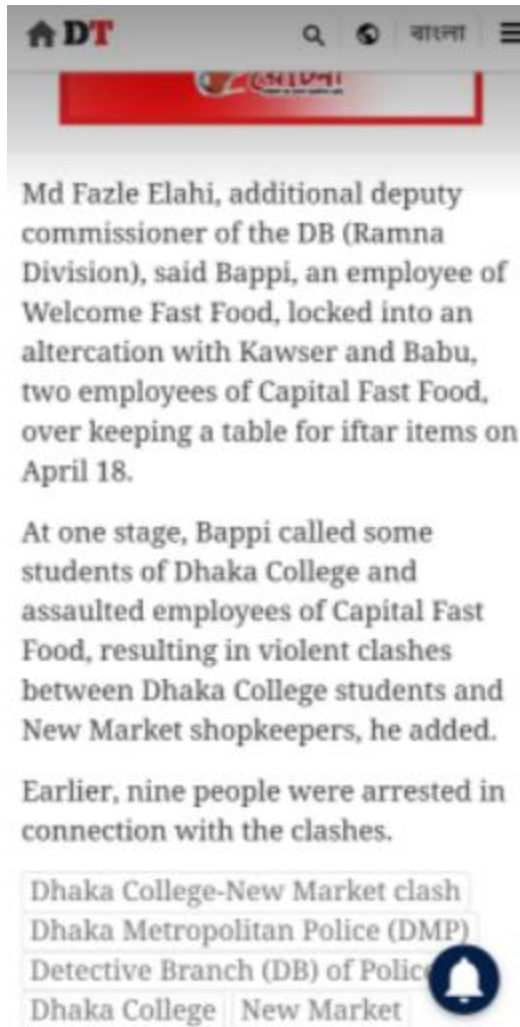 DT
বাংলা
Md Fazle Elahi, additional deputy
commissioner of the DB (Ramna
Division), said Bappi, an employee of
Welcome Fast Food, locked into an
altercation with Kawser and Babu,
two employees of Capital Fast Food,
over keeping a table for iftar items on
April 18.
At one stage, Bappi called some
students of Dhaka College and
assaulted employees of Capital Fast
Food, resulting in violent clashes
between Dhaka College students and
New Market shopkeepers, he added.
Earlier, nine people were arrested in
connection with the clashes.
Dhaka College-New Market clash
Dhaka Metropolitan Police (DMP)
Detective Branch (DB) of Police
Dhaka College New Market